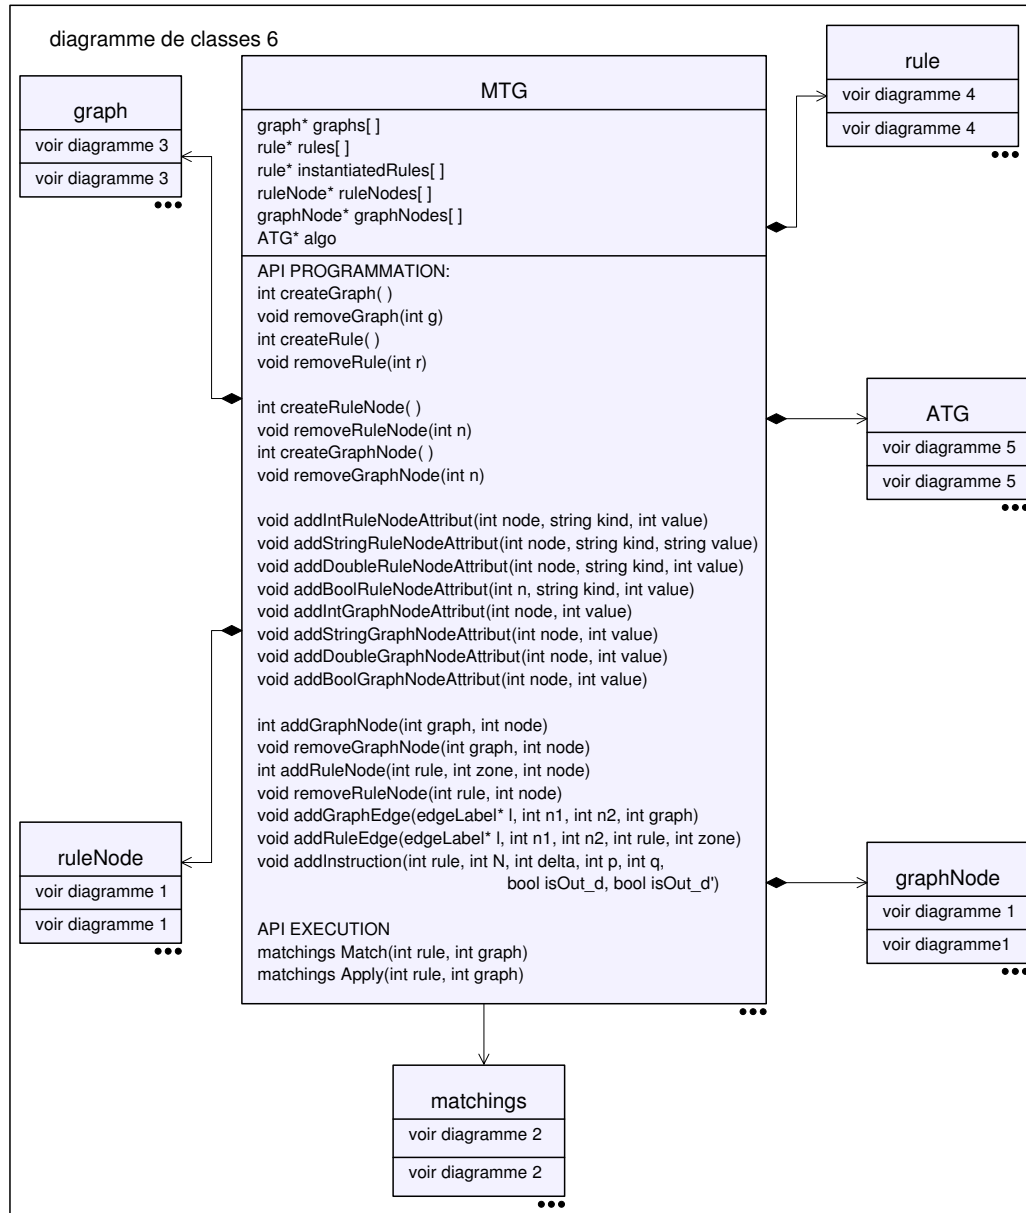 diagramme de classes 6
graph
voir diagramme 3
voir diagramme 3
MTG
graph* graphs[ ]
rule* rules[ ]
rule* instantiatedRules[ ]
ruleNode* ruleNodes[ ]
graphNode* graphNodes[ ]
ATG* algo
API PROGRAMMATION:
int createGraph( )
void removeGraph(int g)
int createRule( )
void removeRule(int r)
int createRuleNode( )
void removeRuleNode(int n)
int createGraphNode( )
void removeGraphNode(int n)
void addIntRuleNodeAttribut(int node, string kind, int value)
void addStringRuleNodeAttribut(int node, string kind, string value)
void addDoubleRuleNodeAttribut(int node, string kind, int value)
void addBoolRuleNodeAttribut(int n, string kind, int value)
void addIntGraphNodeAttribut(int node, int value)
void addStringGraphNodeAttribut(int node, int value)
void addDoubleGraphNodeAttribut(int node, int value)
void addBoolGraphNodeAttribut(int node, int value)
int addGraphNode(int graph, int node)
void removeGraphNode(int graph, int node)
int addRuleNode(int rule, int zone, int node)
void removeRuleNode(int rule, int node)
void addGraphEdge(edgeLabel* l, int n1, int n2, int graph)
void addRuleEdge(edgeLabel* l, int n1, int n2, int rule, int zone)
void addInstruction(int rule, int N, int delta, int p, int q,
bool isOut_d, bool isOut_d')
API EXECUTION
matchings Match(int rule, int graph)
matchings Apply(int rule, int graph)
rule
voir diagramme 4
voir diagramme 4
ATG
voir diagramme 5
voir diagramme 5
ruleNode
voir diagramme 1
voir diagramme 1
graphNode
voir diagramme 1
voir diagramme1
matchings
voir diagramme 2
voir diagramme 2